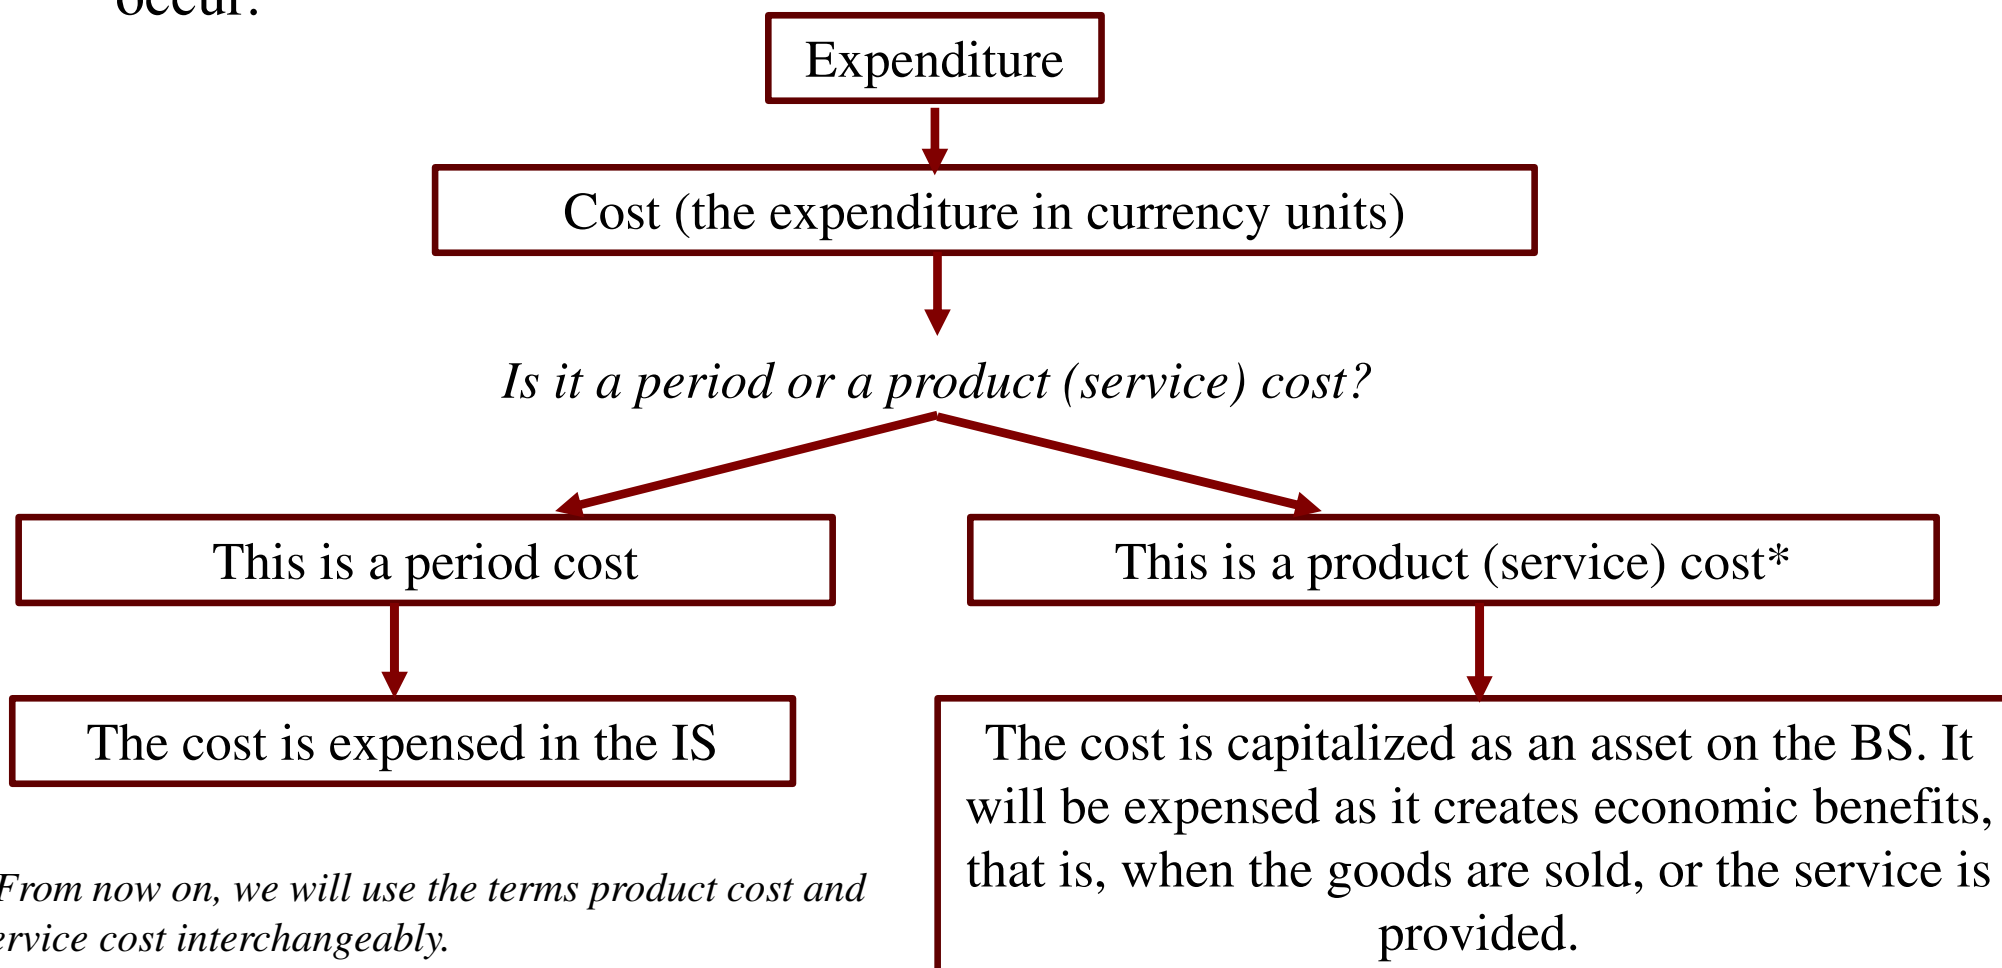 occur.
Expenditure
Cost (the expenditure in currency units)
Is it a period or a product (service) cost?
This is a period cost
This is a product (service) cost*
The cost is expensed in the IS
The cost is capitalized as an asset on the BS. It
will be expensed as it creates economic benefits,
that is, when the goods are sold, or the service is
provided.
From now on, we will use the terms product cost and
ervice cost interchangeably.